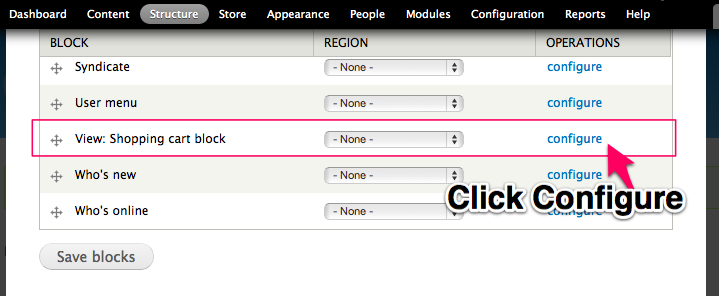 Dashboard Content Structure Store Appearance People Modules Configuration Reports Help
BLOCK REGION OPERATIONS
Syndicate - None - configure
User menu - None - configure
View: Shopping cart block - None - configure
Who's new - None - configure
Click Configure
Who's online - None - configure
Save blocks